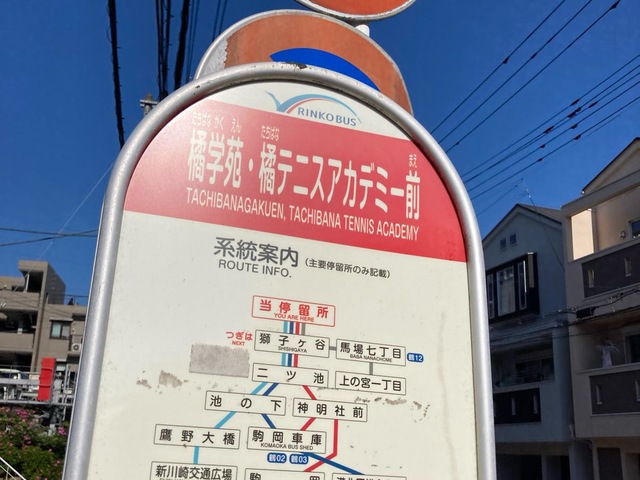 RINKO BUS
たちばな がく えん たちばな まえ
橘学苑・橘テニスアカデミー前
TACHIBANAGAKUEN, TACHIBANA TENNIS ACADEMY
系統案内(主要停留所のみ記載)
ROUTE INFO.
当停留所
YOU ARE HERE
つぎは
NEXT
獅子ヶ谷
SHISHIGAYA
馬場七丁目
BABA NANACHOME
鶴12
二ツ池
上の宮一丁目
池の下
神明社前
鷹野大橋
駒岡車庫
KOMAOKA BUS SHED
鶴02 鶴03
新川崎交通広場